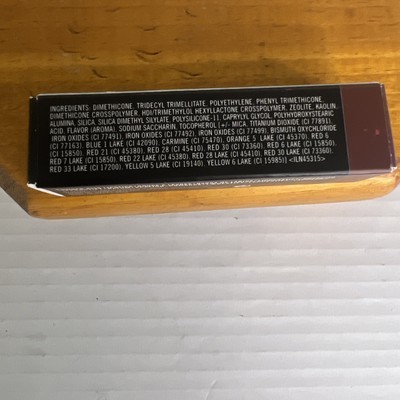 INGREDIENTS: DIMETHICONE, TRIDECYL TRIMELLITATE, POLYETHYLENE, PHENYL TRIMETHICONE,
DIMETHICONE CROSSPOLYMER, HDI/TRIMETHYLOL HEXYLLACTONE CROSSPOLYMER, ZEOLITE, KAOLIN,
ALUMINA, SILICA, SILICA DIMETHYL SILYLATE, POLYSILICONE-11, CAPRYLYL GLYCOL, POLYHYDROXYSTEARIC
ACID, FLAVOR (AROMA), SODIUM SACCHARIN, TOCOPHEROL [+/- MICA, TITANIUM DIOXIDE (CI 77891),
IRON OXIDES (CI 77491), IRON OXIDES (CI 77492), IRON OXIDES (CI 77499), BISMUTH OXYCHLORIDE
(CI 77163), BLUE 1 LAKE (CI 42090), CARMINE (CI 75470), ORANGE 5 LAKE (CI 45370), RED 6
(CI 15850), RED 21 (CI 45380), RED 28 (CI 45410), RED 30 (CI 73360), RED 6 LAKE (CI 15850),
RED 7 LAKE (CI 15850), RED 22 LAKE (CI 45380), RED 28 LAKE (CI 45410), RED 30 LAKE (CI 73360),
RED 33 LAKE (CI 17200), YELLOW 5 LAKE (CI 19140), YELLOW 6 LAKE (CI 15985)] <ILN45315>